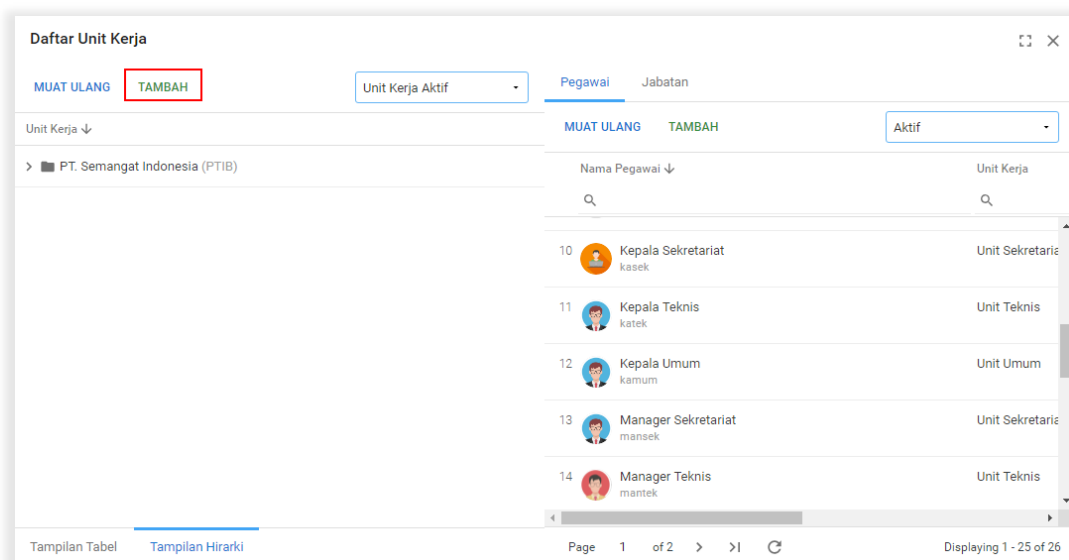 Daftar Unit Kerja
MUAT ULANG TAMBAH Unit Kerja Aktif
Unit Kerja
PT. Semangat Indonesia (PTIB)
Tampilan Tabel Tampilan Hirarki
Pegawai Jabatan
MUAT ULANG TAMBAH Aktif
Nama Pegawai Unit Kerja
10 Kepala Sekretariat Unit Sekretaria
kasek
11 Kepala Teknis Unit Teknis
katek
12 Kepala Umum Unit Umum
kamum
13 Manager Sekretariat Unit Sekretaria
mansek
14 Manager Teknis Unit Teknis
mantek
Page 1 of 2 Displaying 1 - 25 of 26